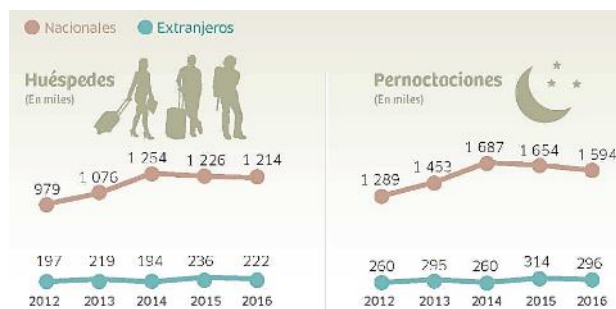 Nacionales Extranjeros
Huéspedes
(En miles)
979 1 076 1 254 1 226 1 214
197 219 194 236 222
2012 2013 2014 2015 2016
Pernoctaciones
(En miles)
1 289 1 453 1 687 1 654 1 594
260 295 260 314 296
2012 2013 2014 2015 2016